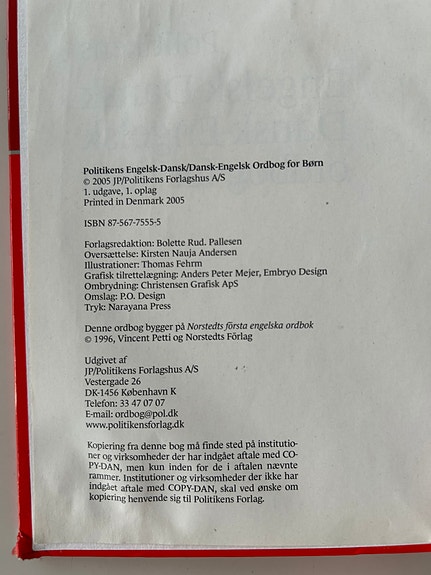 Politikens Engelsk-Dansk/Dansk-Engelsk Ordbog for Børn
© 2005 JP/Politikens Forlagshus A/S
1. udgave, 1. oplag
Printed in Denmark 2005
ISBN 87-567-7555-5
Forlagsredaktion: Bolette Rud. Pallesen
Oversættelse: Kirsten Nauja Andersen
Illustrationer: Thomas Fehrm
Grafisk tilrettelægning: Anders Peter Mejer, Embryo Design
Ombrydning: Christensen Grafisk ApS
Omslag: P.O. Design
Tryk: Narayana Press
Denne ordbog bygger på Norstedts första engelska ordbok
© 1996, Vincent Petti og Norstedts Förlag
Udgivet af
JP/Politikens Forlagshus A/S
Vestergade 26
DK-1456 København K
Telefon: 33 47 07 07
E-mail: ordbog@pol.dk
www.politikensforlag.dk
Kopiering fra denne bog må finde sted på institutio-
ner og virksomheder der har indgået aftale med CO-
PY-DAN, men kun inden for de i aftalen nævnte
rammer. Institutioner og virksomheder der ikke har
indgået aftale med COPY-DAN, skal ved ønske om
kopiering henvende sig til Politikens Forlag.